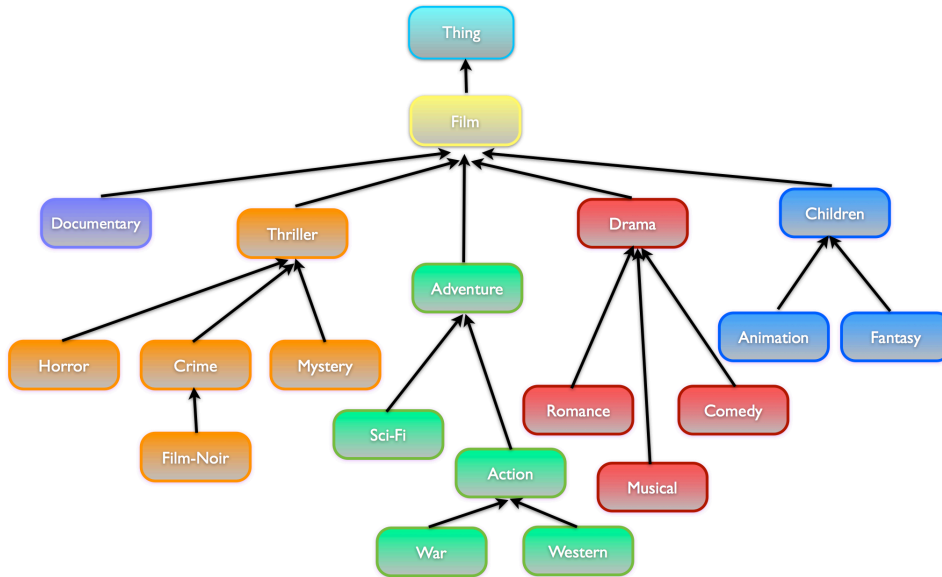 Thing
Film
Documentary
Thriller
Drama
Children
Adventure
Horror
Crime
Mystery
Animation
Fantasy
Romance
Comedy
Sci-Fi
Film-Noir
Action
Musical
War
Western